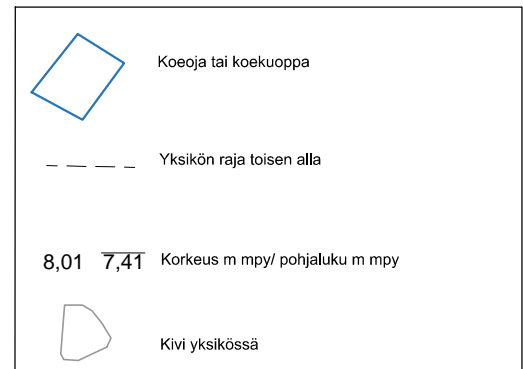 Koeoja tai koekuoppa
Yksikön raja toisen alla
8,01 7,41 Korkeus m mpy/ pohjaluku m mpy
Kivi yksikössä